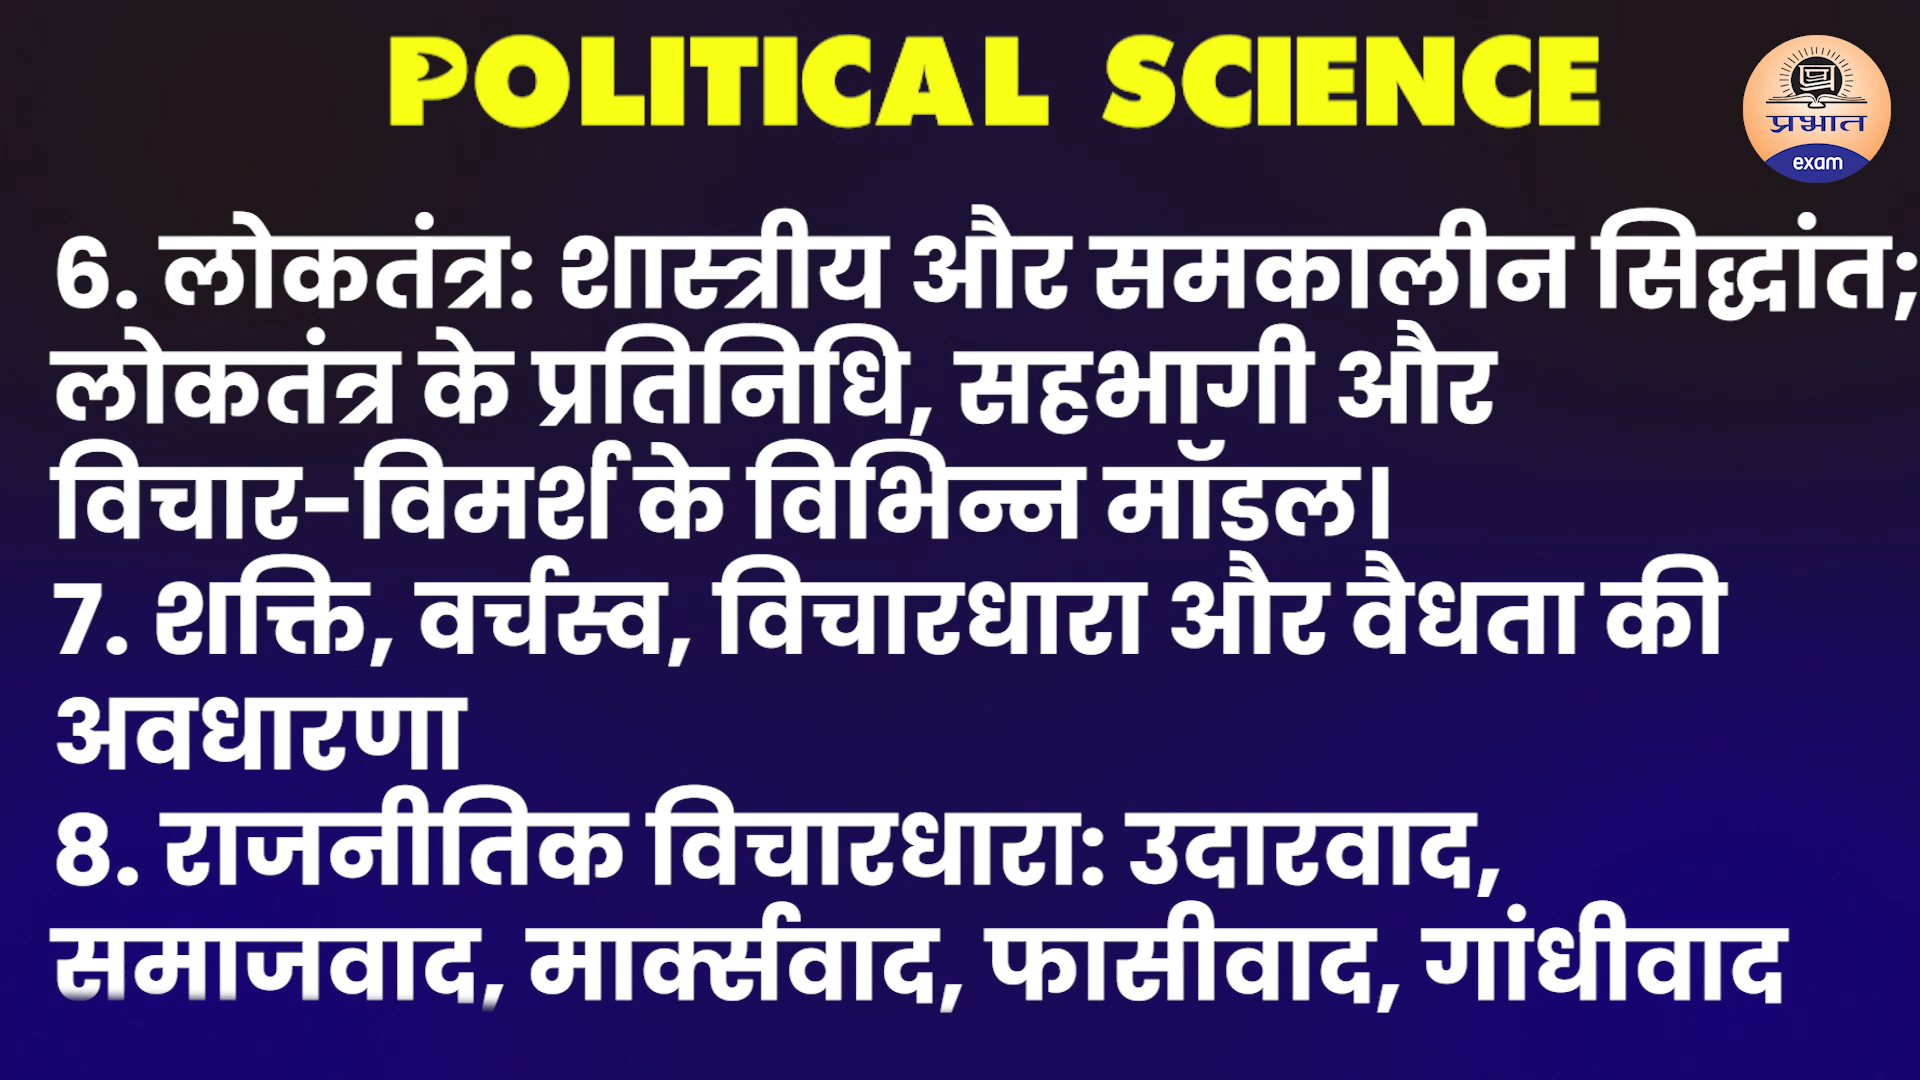 POLITICAL SCIENCE
प्रभात
exam
6. लोकतंत्र: शास्त्रीय और समकालीन सिद्धांत;
लोकतंत्र के प्रतिनिधि, सहभागी और
विचार-विमर्श के विभिन्न मॉडल।
7. शक्ति, वर्चस्व, विचारधारा और वैधता की
अवधारणा
8. राजनीतिक विचारधारा: उदारवाद,
समाजवाद, मार्क्सवाद, फासीवाद, गांधीवाद